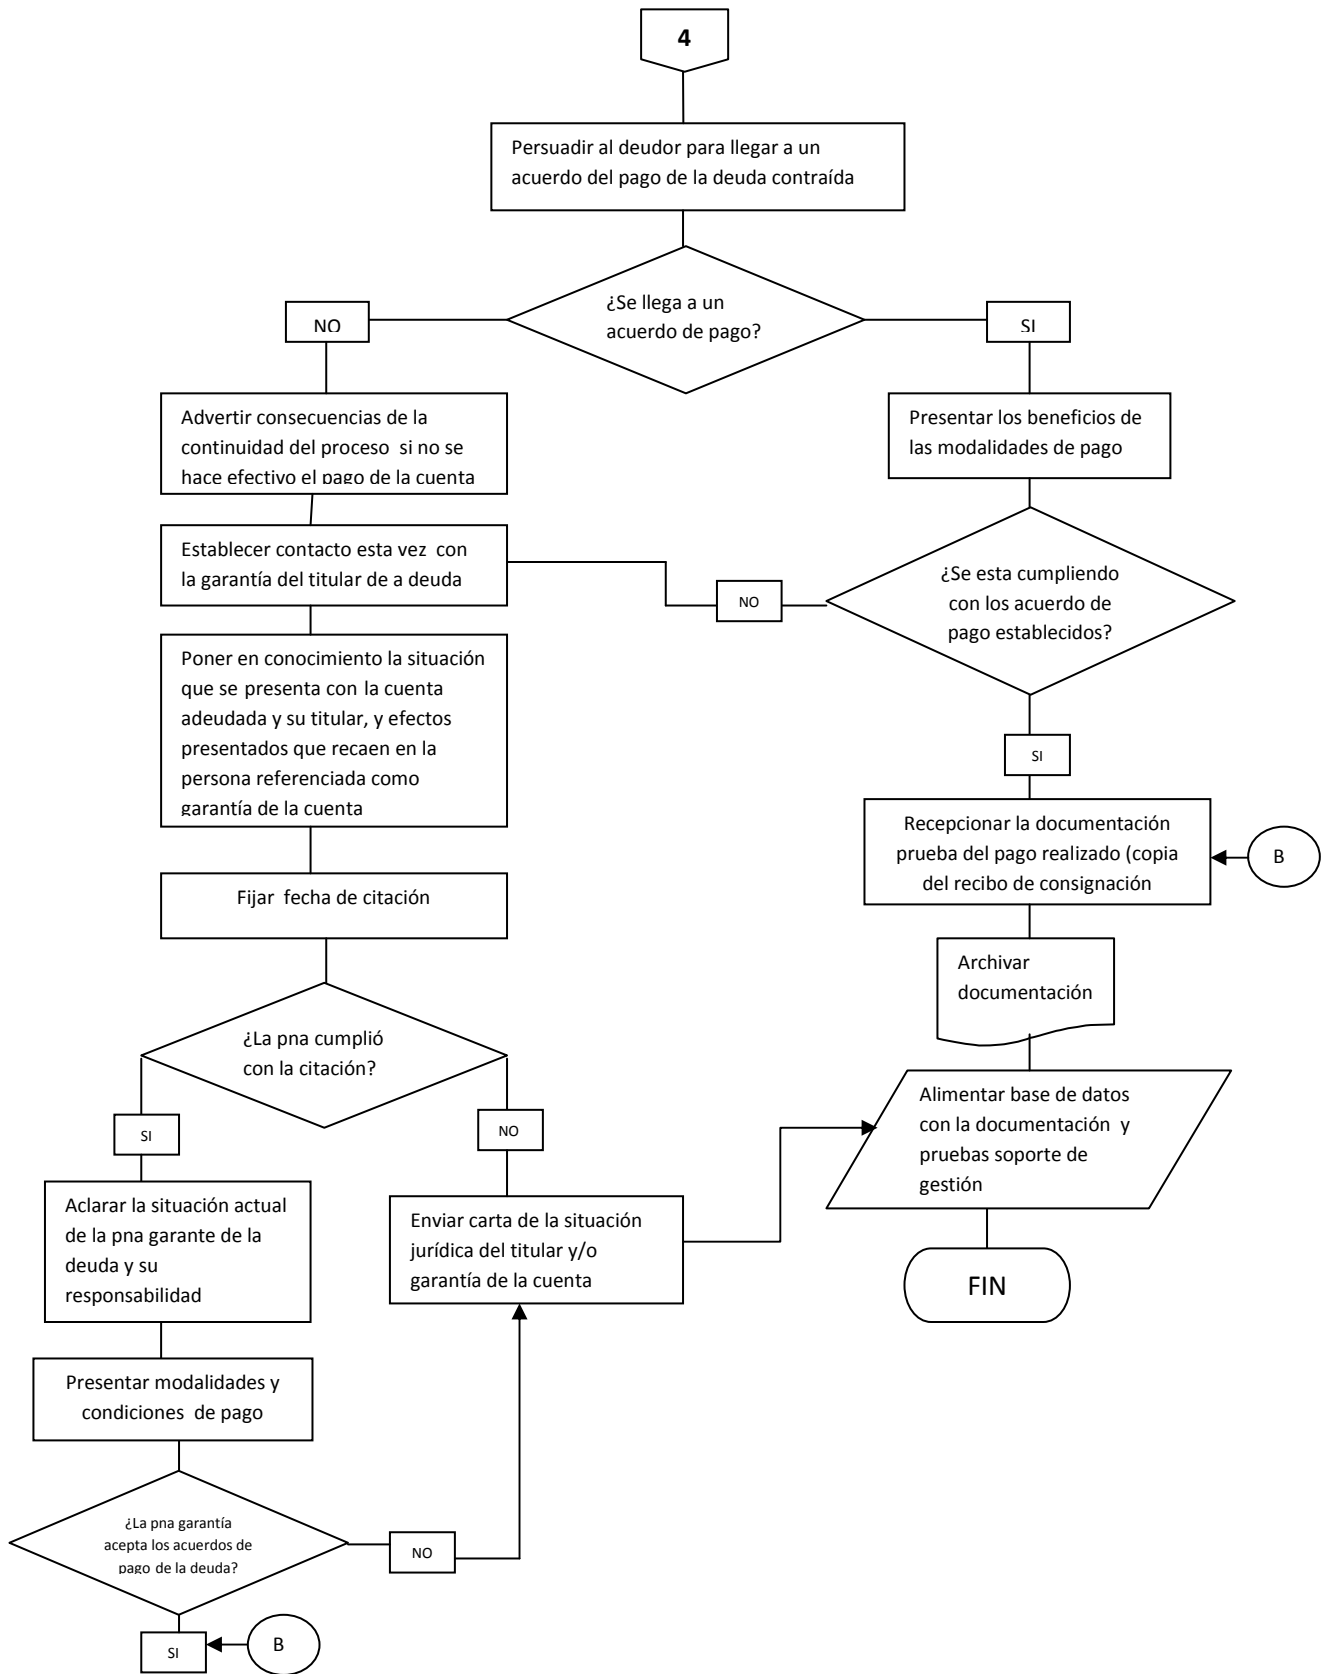 4
Persuadir al deudor para llegar a un
acuerdo del pago de la deuda contraída
¿Se llega a un
acuerdo de pago?
NO
SI
Advertir consecuencias de la
continuidad del proceso si no se
hace efectivo el pago de la cuenta
Presentar los beneficios de
las modalidades de pago
Establecer contacto esta vez con
la garantía del titular de a deuda
NO
¿Se esta cumpliendo
con los acuerdo de
pago establecidos?
Poner en conocimiento la situación
que se presenta con la cuenta
adeudada y su titular, y efectos
presentados que recaen en la
persona referenciada como
garantía de la cuenta
SI
Recepcionar la documentación
prueba del pago realizado (copia
del recibo de consignación
B
Fijar fecha de citación
Archivar
documentación
¿La pna cumplió
con la citación?
SI
NO
Alimentar base de datos
con la documentación y
pruebas soporte de
gestión
Aclarar la situación actual
de la pna garante de la
deuda y su
responsabilidad
Enviar carta de la situación
jurídica del titular y/o
garantía de la cuenta
FIN
Presentar modalidades y
condiciones de pago
¿La pna garantía
acepta los acuerdos de
pago de la deuda?
NO
SI
B